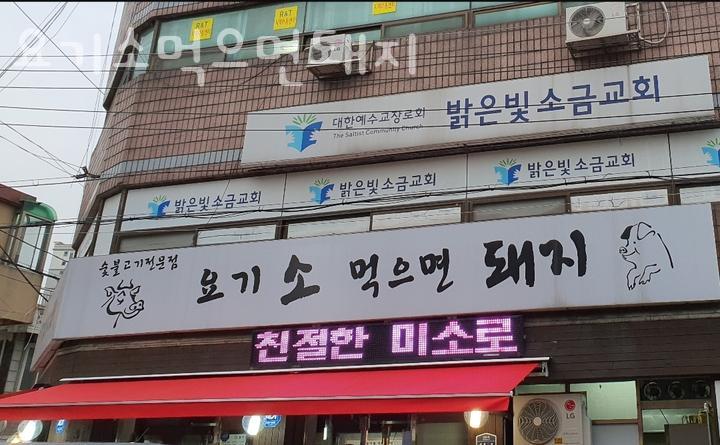 요기소먹으면돼지
R&T
R&T
대한예수교장로회
The Saltist Community Church
밝은빛 소금교회
밝은빛 소금교회
밝은빛 소금교회
밝은빛 소금교회
숯불고기전문점
요기 소 먹으면 돼지
친절한 미소로
LG